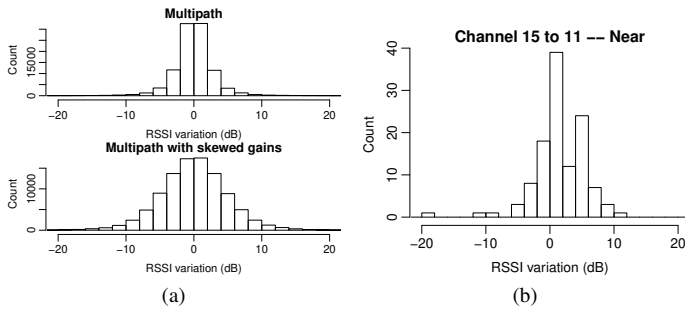 Multipath
Count
0
15000
−20
−10
0
10
20
RSSI variation (dB)
Multipath with skewed gains
Count
0
10000
−20
−10
0
10
20
RSSI variation (dB)
(a)
Channel 15 to 11 −− Near
Count
0
10
20
30
40
−20
−10
0
10
20
RSSI variation (dB)
(b)